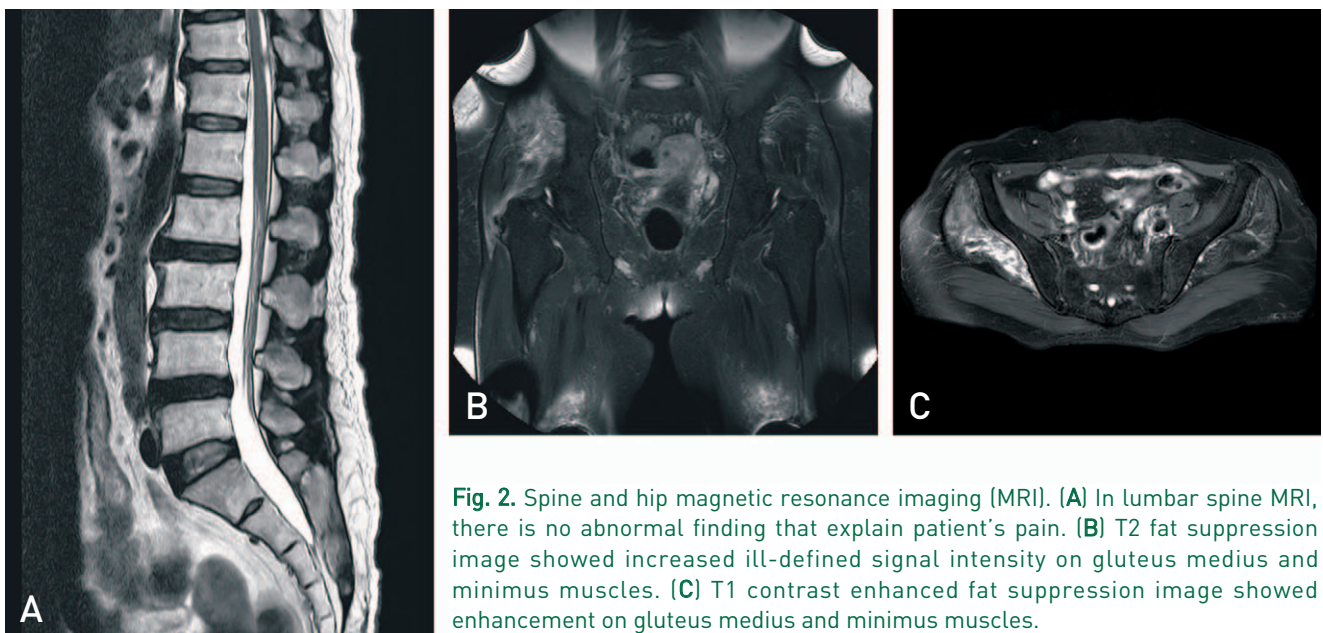 A
B
C
Fig. 2. Spine and hip magnetic resonance imaging (MRI). (A) In lumbar spine MRI,
there is no abnormal finding that explain patient's pain. (B) T2 fat suppression
image showed increased ill-defined signal intensity on gluteus medius and
minimus muscles. (C) T1 contrast enhanced fat suppression image showed
enhancement on gluteus medius and minimus muscles.